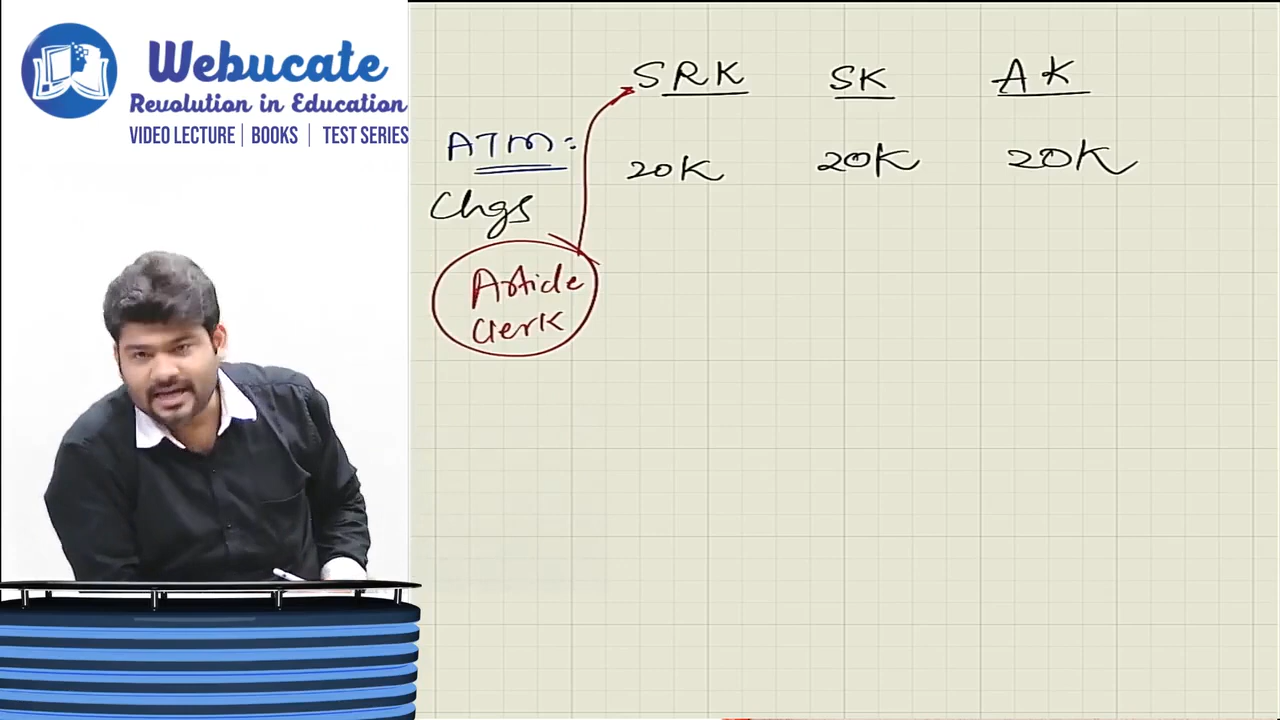 Webucate
Revolution in Education
VIDEO LECTURE | BOOKS | TEST SERIES
SRK SK AK
ATM: 20K 20K 20K
Chgs
Article
Clerk